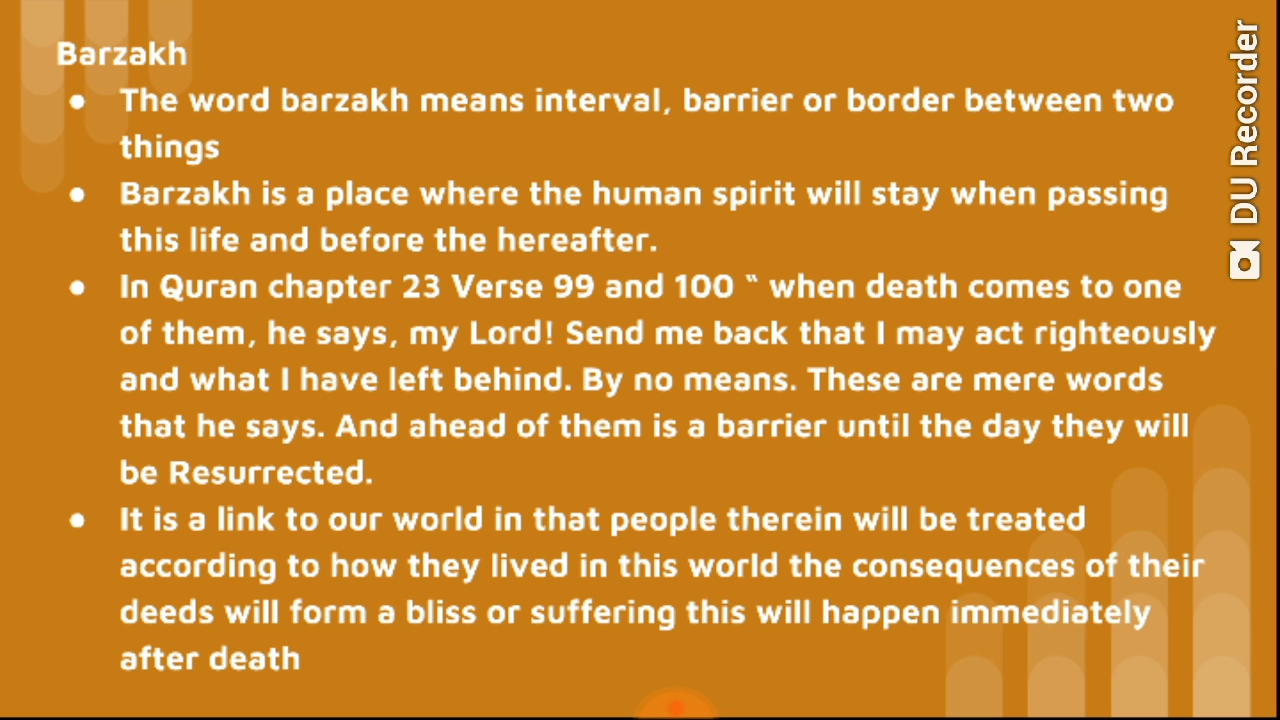 Barzakh
● The word barzakh means interval, barrier or border between two
things
● Barzakh is a place where the human spirit will stay when passing
this life and before the hereafter.
● In Quran chapter 23 Verse 99 and 100 “ when death comes to one
of them, he says, my Lord! Send me back that I may act righteously
and what I have left behind. By no means. These are mere words
that he says. And ahead of them is a barrier until the day they will
be Resurrected.
● It is a link to our world in that people therein will be treated
according to how they lived in this world the consequences of their
deeds will form a bliss or suffering this will happen immediately
after death
DU Recorder